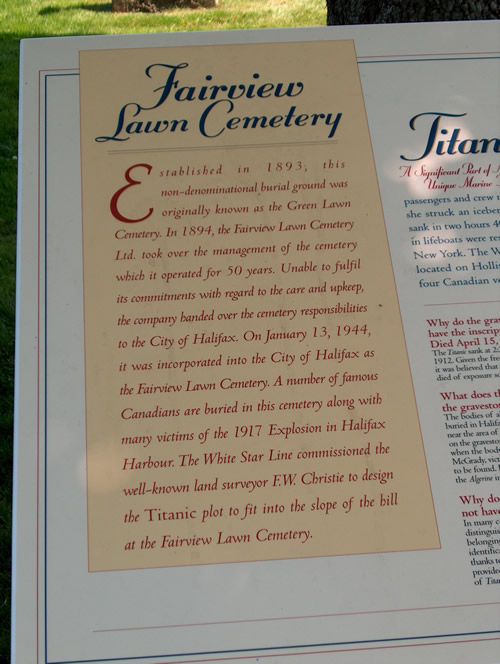 Fairview
Lawn Cemetery
Established in 1893, this
non-denominational burial ground was
originally known as the Green Lawn
Cemetery. In 1894, the Fairview Lawn Cemetery
Ltd. took over the management of the cemetery
which it operated for 50 years. Unable to fulfil
its commitments with regard to the care and upkeep,
the company handed over the cemetery responsibilities
to the City of Halifax. On January 13, 1944,
it was incorporated into the City of Halifax as
the Fairview Lawn Cemetery. A number of famous
Canadians are buried in this cemetery along with
many victims of the 1917 Explosion in Halifax
Harbour. The White Star Line commissioned the
well-known land surveyor F.W. Christie to design
the Titanic plot to fit into the slope of the hill
at the Fairview Lawn Cemetery.
Titan
A Significant Part of
Unique Marine
passengers and crew
she struck an iceber
sank in two hours 4
in lifeboats were re
New York. The W
located on Hollis
four Canadian ve
Why do the gra
have the inscrip
Died April 15,
The Titanic sank at 2:
1912. Given the fre
it was believed that
died of exposure
What does th
the gravesto
The bodies of a
buried in Halifa
near the area of
on the gravesto
when the body
McGrady, vic
to be found.
the Algerine
Why do
not hav
In many c
distinguis
belonging
identific
thanks to
provide
of Tita